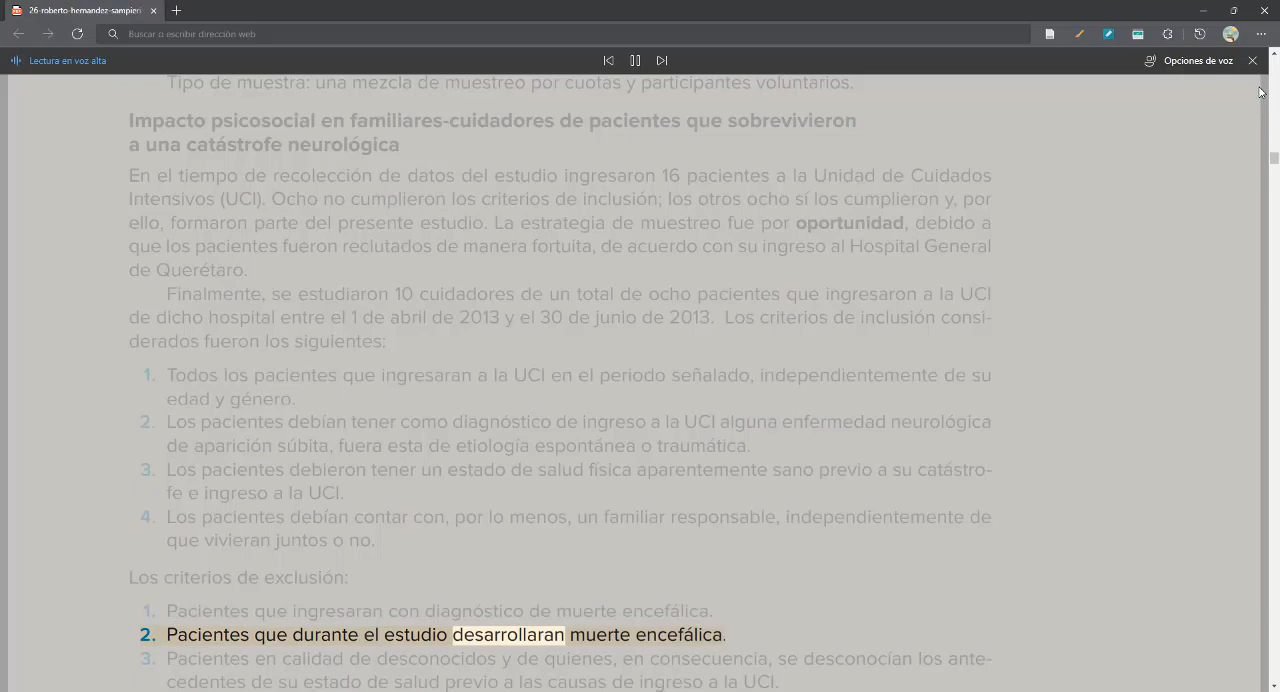 26-roberto-hernandez-sampieri
Buscar o escribir dirección web
Lectura en voz alta
Opciones de voz
Tipo de muestra: una mezcla de muestreo por cuotas y participantes voluntarios.
Impacto psicosocial en familiares-cuidadores de pacientes que sobrevivieron
a una catástrofe neurológica
En el tiempo de recolección de datos del estudio ingresaron 16 pacientes a la Unidad de Cuidados
Intensivos (UCI). Ocho no cumplieron los criterios de inclusión; los otros ocho sí los cumplieron y, por
ello, formaron parte del presente estudio. La estrategia de muestreo fue por oportunidad, debido a
que los pacientes fueron reclutados de manera fortuita, de acuerdo con su ingreso al Hospital General
de Querétaro.
Finalmente, se estudiaron 10 cuidadores de un total de ocho pacientes que ingresaron a la UCI
de dicho hospital entre el 1 de abril de 2013 y el 30 de junio de 2013. Los criterios de inclusión consi-
derados fueron los siguientes:
1. Todos los pacientes que ingresaran a la UCI en el periodo señalado, independientemente de su
edad y género.
2. Los pacientes debían tener como diagnóstico de ingreso a la UCI alguna enfermedad neurológica
de aparición súbita, fuera esta de etiología espontánea o traumática.
3. Los pacientes debieron tener un estado de salud física aparentemente sano previo a su catástro-
fe e ingreso a la UCI.
4. Los pacientes debían contar con, por lo menos, un familiar responsable, independientemente de
que vivieran juntos o no.
Los criterios de exclusión:
1. Pacientes que ingresaran con diagnóstico de muerte encefálica.
2. Pacientes que durante el estudio desarrollaran muerte encefálica.
3. Pacientes en calidad de desconocidos y de quienes, en consecuencia, se desconocían los ante-
cedentes de su estado de salud previo a las causas de ingreso a la UCI.